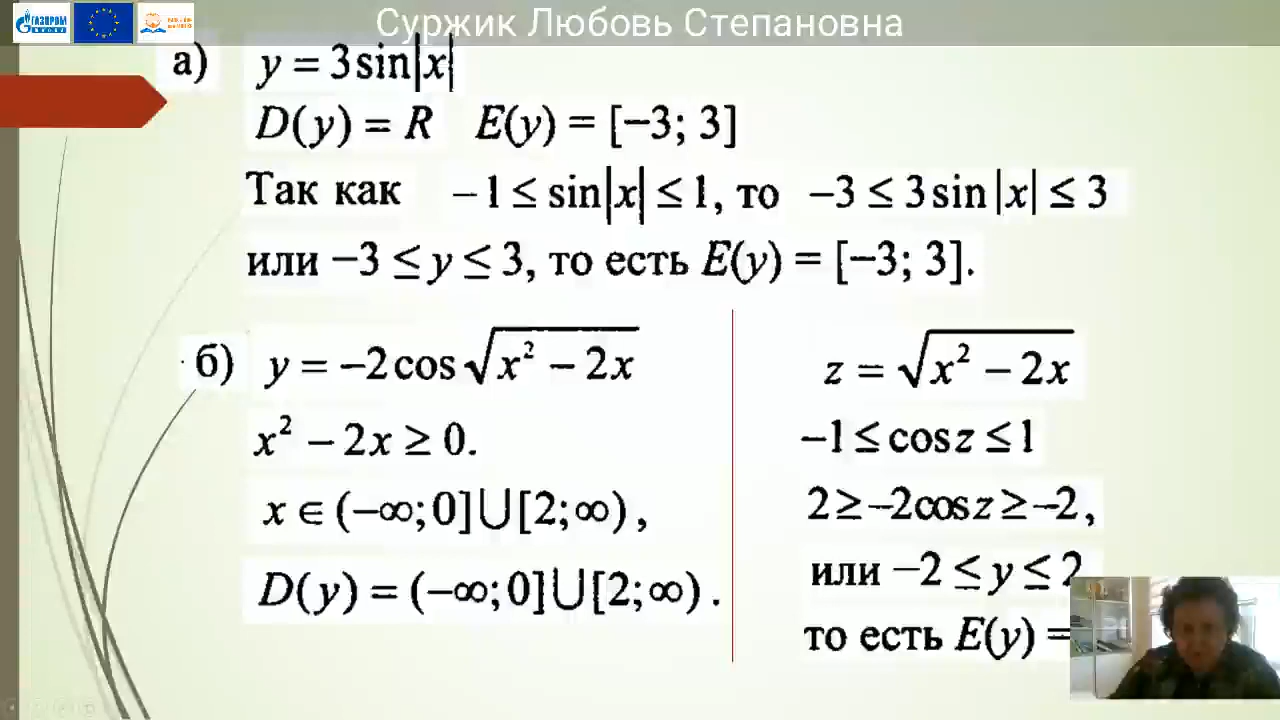 ГАЗПРОМ
Суржик Любовь Степановна
а) y = 3sin|x|
D(y) = R E(y) = [−3; 3]
Так как −1 ≤ sin|x| ≤ 1, то −3 ≤ 3sin|x| ≤ 3
или −3 ≤ y ≤ 3, то есть E(y) = [−3; 3].
б) y = −2cos√(x² − 2x)
x² − 2x ≥ 0.
x ∈ (−∞; 0]⋃[2; ∞),
D(y) = (−∞; 0]⋃[2; ∞).
z = √(x² − 2x)
−1 ≤ cos z ≤ 1
2 ≥ −2cos z ≥ −2,
или −2 ≤ y ≤ 2
то есть E(y) =